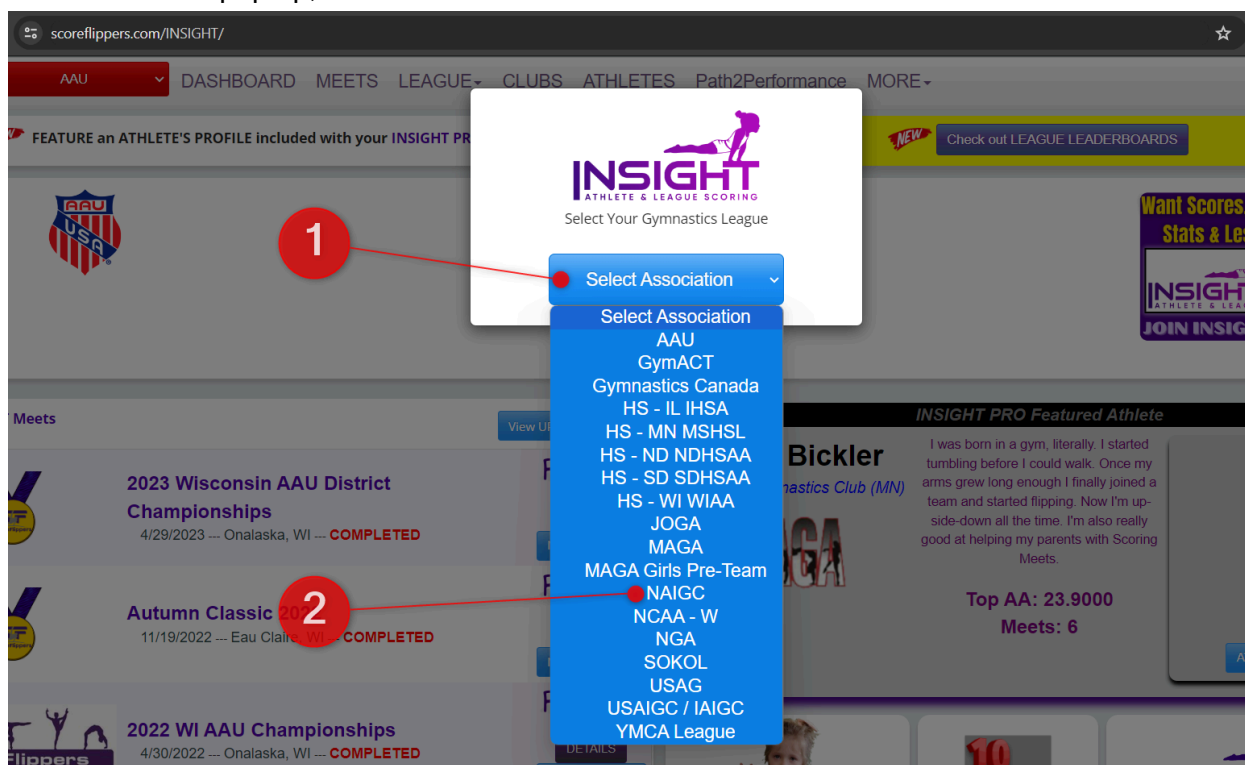 scoreflippers.com/INSIGHT/
AAU
DASHBOARD MEETS LEAGUE CLUBS ATHLETES Path2Performance MORE
FEATURE an ATHLETE'S PROFILE included with your INSIGHT PR
NEW
Check out LEAGUE LEADERBOARDS
AAU
USA
INSIGHT
ATHLETE & LEAGUE SCORING
Select Your Gymnastics League
1
Select Association
Select Association
AAU
GymACT
Gymnastics Canada
HS - IL IHSA
HS - MN MSHSL
HS - ND NDHSAA
HS - SD SDHSAA
HS - WI WIAA
JOGA
MAGA
MAGA Girls Pre-Team
NAIGC
NCAA - W
NGA
SOKOL
USAG
USAIGC / IAIGC
YMCA League
Want Scores
Stats &
INSIGHT
JOIN INSIG
Meets
View U
2023 Wisconsin AAU District
Championships
4/29/2023 --- Onalaska, WI --- COMPLETED
2
Autumn Classic 20
11/19/2022 --- Eau Claire, WI --- COMPLETED
2022 WI AAU Championships
4/30/2022 --- Onalaska, WI --- COMPLETED
Flippers
DETAILS
INSIGHT PRO Featured Athlete
Bickler
nastics Club (MN)
I was born in a gym, literally. I started
tumbling before I could walk. Once my
arms grew long enough I finally joined a
team and started flipping. Now I'm up-
side-down all the time. I'm also really
good at helping my parents with Scoring
Meets.
Top AA: 23.9000
Meets: 6
10